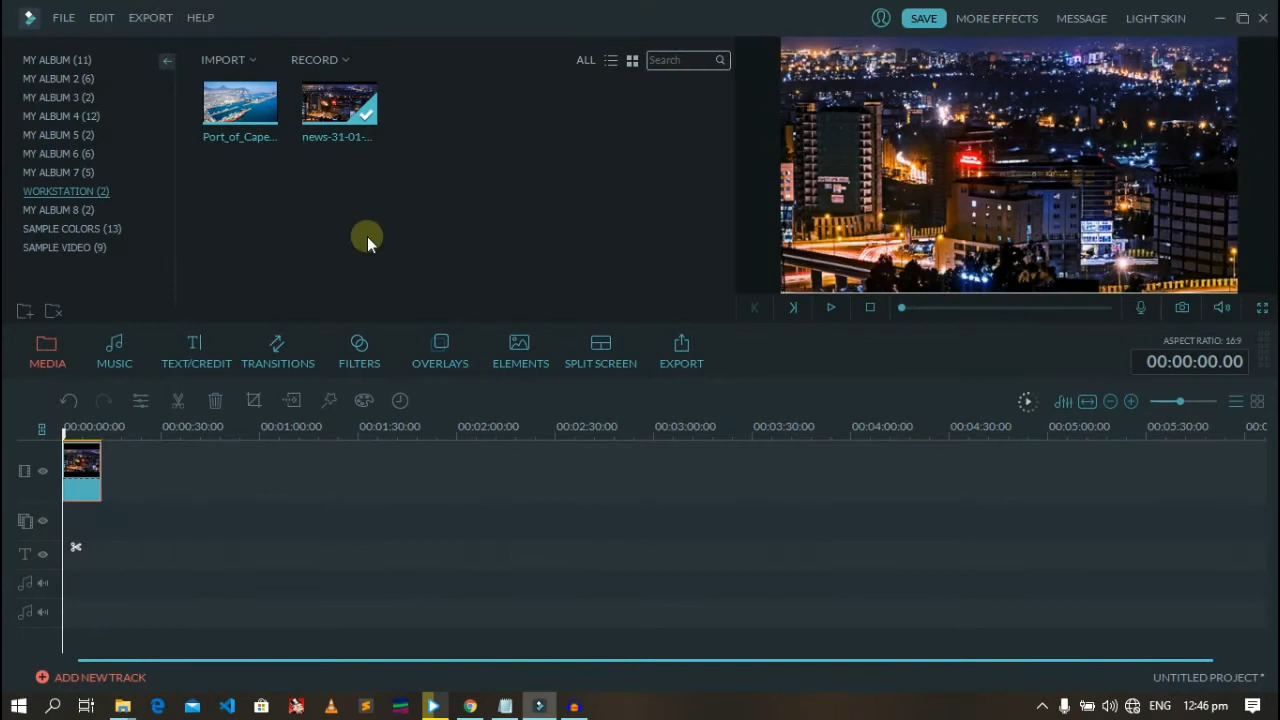 FILE EDIT EXPORT HELP
SAVE MORE EFFECTS MESSAGE LIGHT SKIN
MY ALBUM (11)
MY ALBUM 2 (6)
MY ALBUM 3 (2)
MY ALBUM 4 (12)
MY ALBUM 5 (2)
MY ALBUM 6 (6)
MY ALBUM 7 (5)
WORKSTATION (2)
MY ALBUM 8 (2)
SAMPLE COLORS (13)
SAMPLE VIDEO (9)
IMPORT RECORD ALL Search
Port_of_Cape... news-31-01-...
MEDIA MUSIC TEXT/CREDIT TRANSITIONS FILTERS OVERLAYS ELEMENTS SPLIT SCREEN EXPORT
ASPECT RATIO: 16:9
00:00:00.00
00:00:00:00 00:00:30:00 00:01:00:00 00:01:30:00 00:02:00:00 00:02:30:00 00:03:00:00 00:03:30:00 00:04:00:00 00:04:30:00 00:05:00:00 00:05:30:00 00:0
T
ADD NEW TRACK
UNTITLED PROJECT *
ENG 12:46 pm